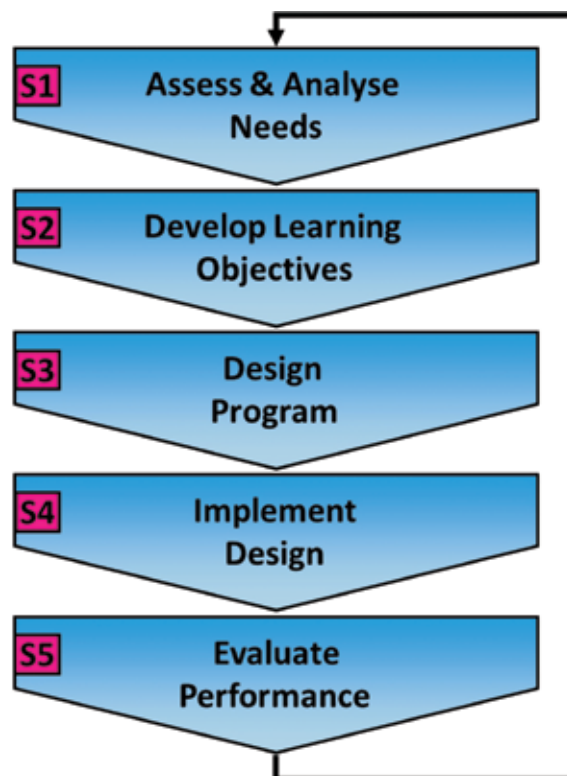 S1
Assess & Analyse
Needs
S2
Develop Learning
Objectives
S3
Design
Program
S4
Implement
Design
S5
Evaluate
Performance